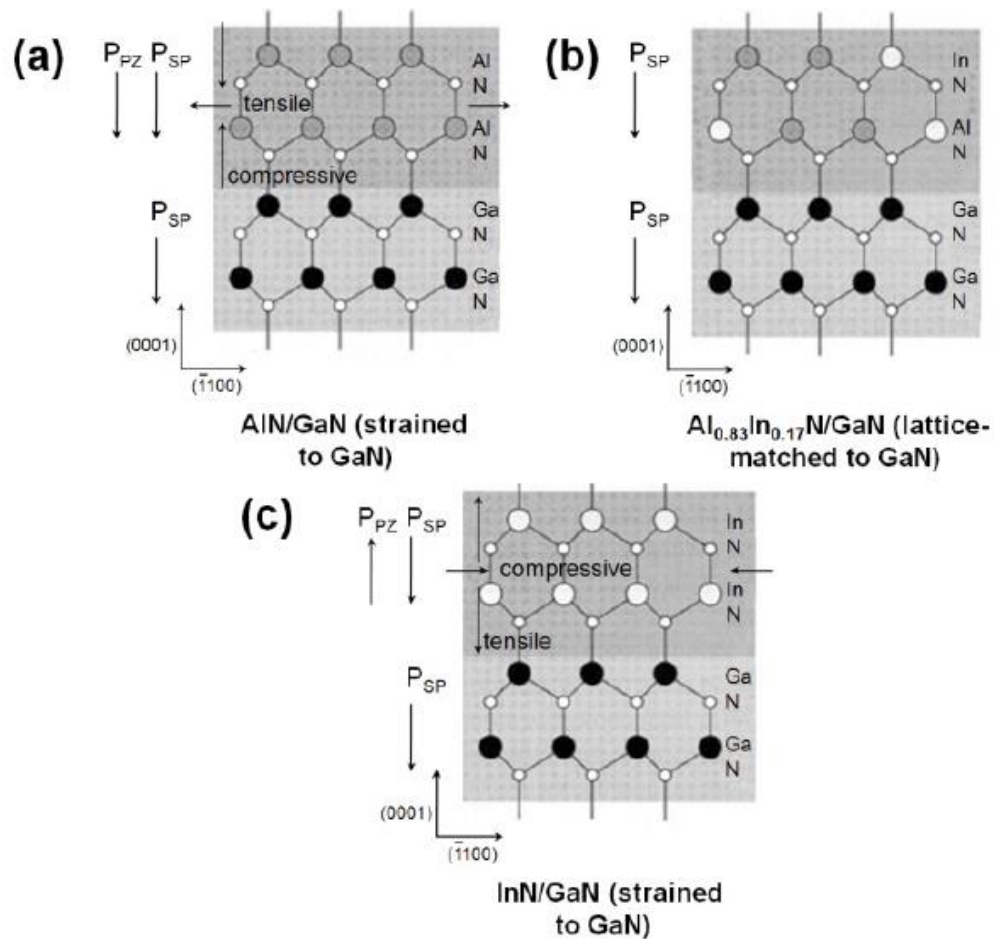 (a)
P_PZ P_SP
Al
N
tensile
Al
N
compressive
P_SP
Ga
N
Ga
N
(0001)
(1̄100)
AlN/GaN (strained
to GaN)
(b)
P_SP
In
N
Al
N
P_SP
Ga
N
Ga
N
(0001)
(1̄100)
Al₀.₈₃In₀.₁₇N/GaN (lattice-
matched to GaN)
(c)
P_PZ P_SP
In
N
compressive
In
N
tensile
P_SP
Ga
N
Ga
N
(0001)
(1̄100)
InN/GaN (strained
to GaN)